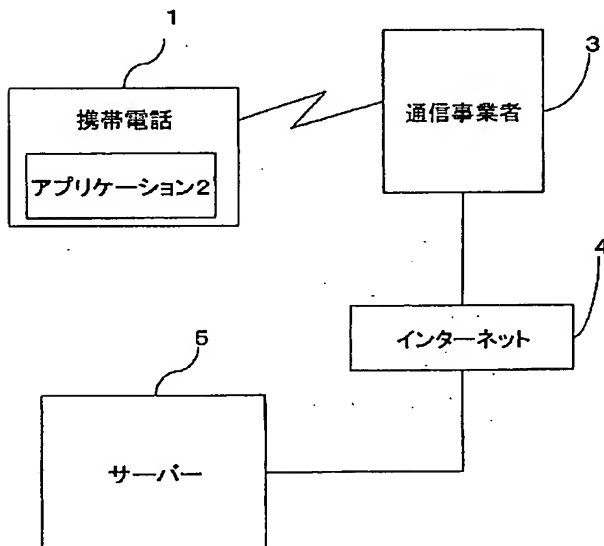 1
3
携帯電話
通信事業者
アプリケーション2
4
インターネット
5
サーバー